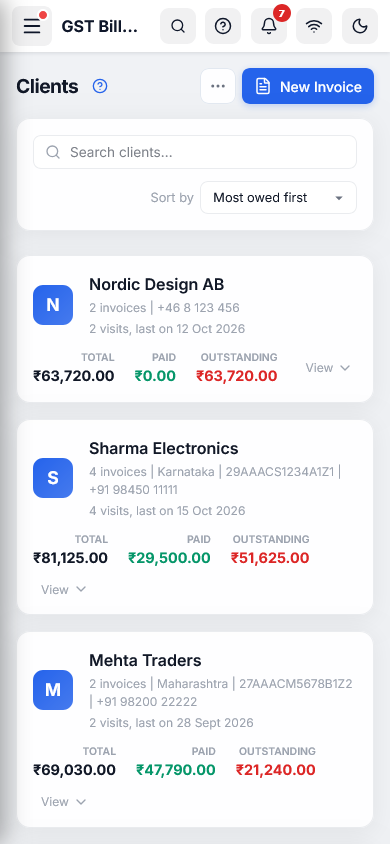 GST Bill...
7
Clients
New Invoice
Search clients...
Sort by
Most owed first
N
Nordic Design AB
2 invoices | +46 8 123 456
2 visits, last on 12 Oct 2026
TOTAL PAID OUTSTANDING
₹63,720.00 ₹0.00 ₹63,720.00
View
S
Sharma Electronics
4 invoices | Karnataka | 29AAACS1234A1Z1 |
+91 98450 11111
4 visits, last on 15 Oct 2026
TOTAL PAID OUTSTANDING
₹81,125.00 ₹29,500.00 ₹51,625.00
View
M
Mehta Traders
2 invoices | Maharashtra | 27AAACM5678B1Z2
| +91 98200 22222
2 visits, last on 28 Sept 2026
TOTAL PAID OUTSTANDING
₹69,030.00 ₹47,790.00 ₹21,240.00
View